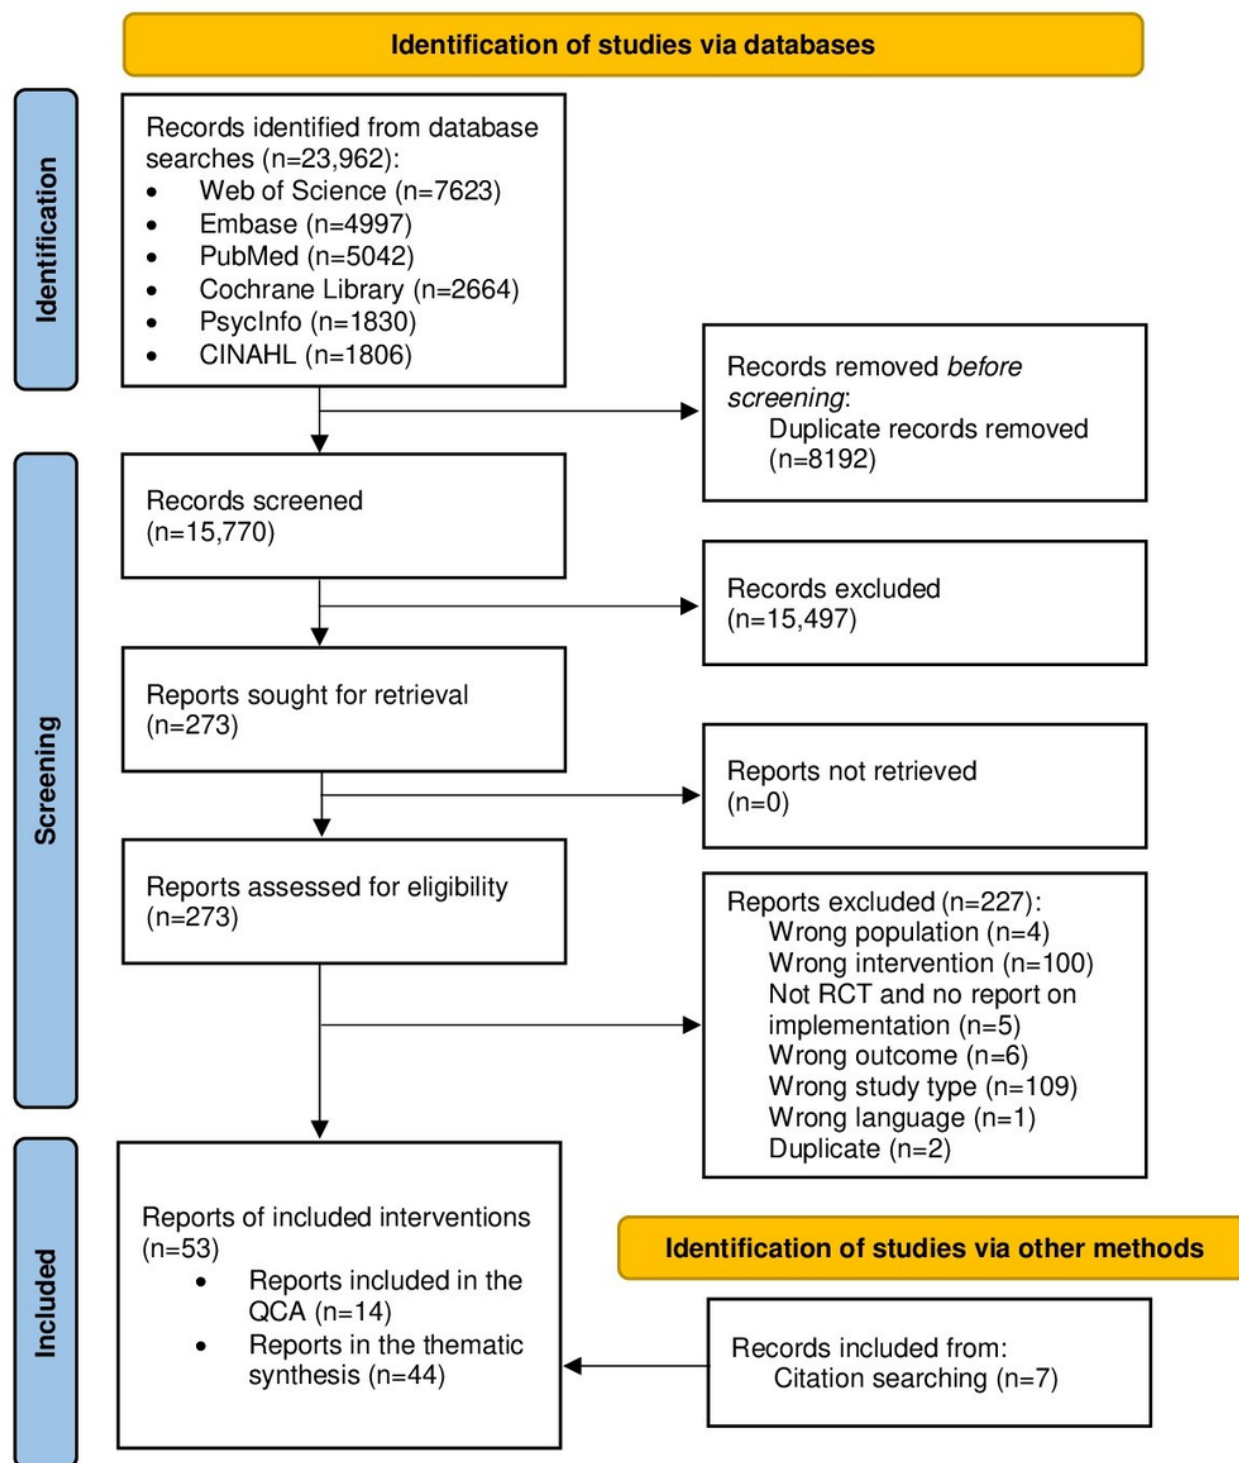 Identification of studies via databases
Identification
Records identified from database
searches (n=23,962):
• Web of Science (n=7623)
• Embase (n=4997)
• PubMed (n=5042)
• Cochrane Library (n=2664)
• PsycInfo (n=1830)
• CINAHL (n=1806)
Records removed before
screening:
Duplicate records removed
(n=8192)
Screening
Records screened
(n=15,770)
Records excluded
(n=15,497)
Reports sought for retrieval
(n=273)
Reports not retrieved
(n=0)
Reports assessed for eligibility
(n=273)
Reports excluded (n=227):
Wrong population (n=4)
Wrong intervention (n=100)
Not RCT and no report on
implementation (n=5)
Wrong outcome (n=6)
Wrong study type (n=109)
Wrong language (n=1)
Duplicate (n=2)
Included
Reports of included interventions
(n=53)
• Reports included in the
QCA (n=14)
• Reports in the thematic
synthesis (n=44)
Identification of studies via other methods
Records included from:
Citation searching (n=7)